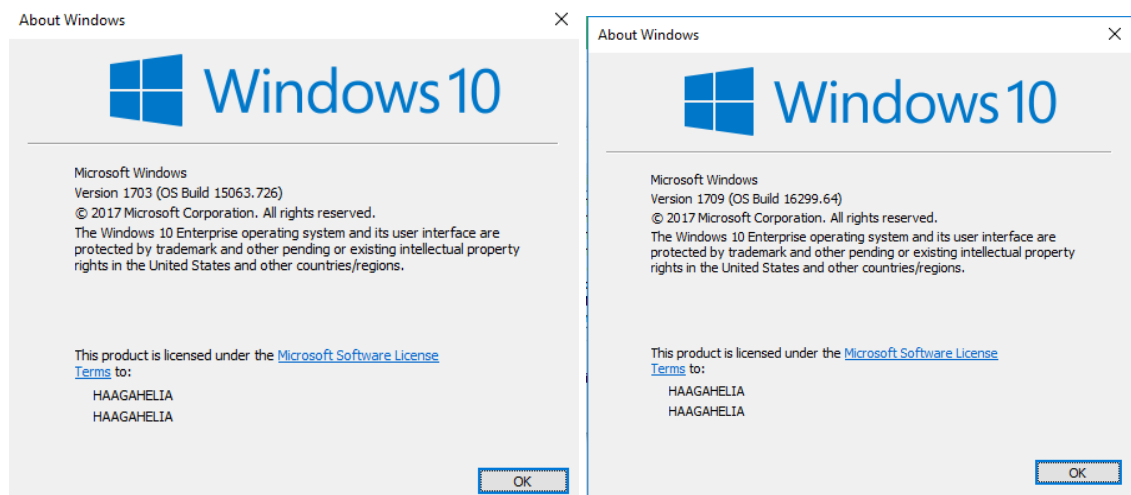 About Windows
Windows 10
Microsoft Windows
Version 1703 (OS Build 15063.726)
© 2017 Microsoft Corporation. All rights reserved.
The Windows 10 Enterprise operating system and its user interface are
protected by trademark and other pending or existing intellectual property
rights in the United States and other countries/regions.
This product is licensed under the Microsoft Software License
Terms to:
HAAGAHELIA
HAAGAHELIA
OK
About Windows
Windows 10
Microsoft Windows
Version 1709 (OS Build 16299.64)
© 2017 Microsoft Corporation. All rights reserved.
The Windows 10 Enterprise operating system and its user interface are
protected by trademark and other pending or existing intellectual property
rights in the United States and other countries/regions.
This product is licensed under the Microsoft Software License
Terms to:
HAAGAHELIA
HAAGAHELIA
OK